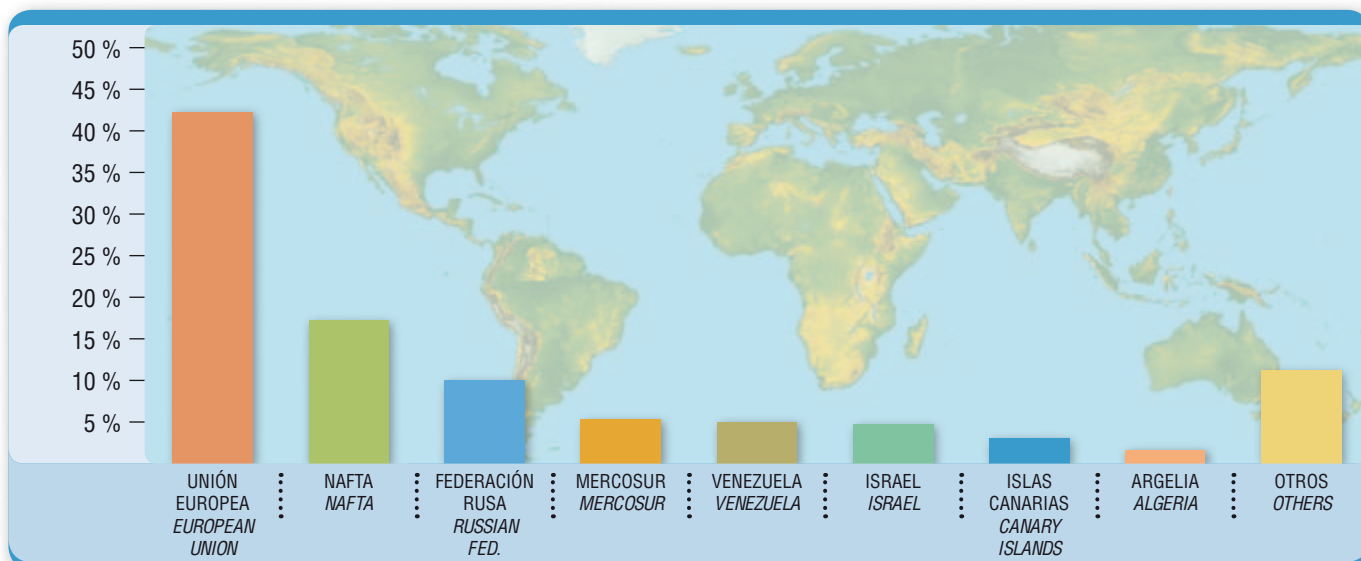 50 %
45 %
40 %
35 %
30 %
25 %
20 %
15 %
10 %
5 %
UNIÓN
EUROPEA
EUROPEAN
UNION
NAFTA
NAFTA
FEDERACIÓN
RUSA
RUSSIAN
FED.
MERCOSUR
MERCOSUR
VENEZUELA
VENEZUELA
ISRAEL
ISRAEL
ISLAS
CANARIAS
CANARY
ISLANDS
ARGELIA
ALGERIA
OTROS
OTHERS